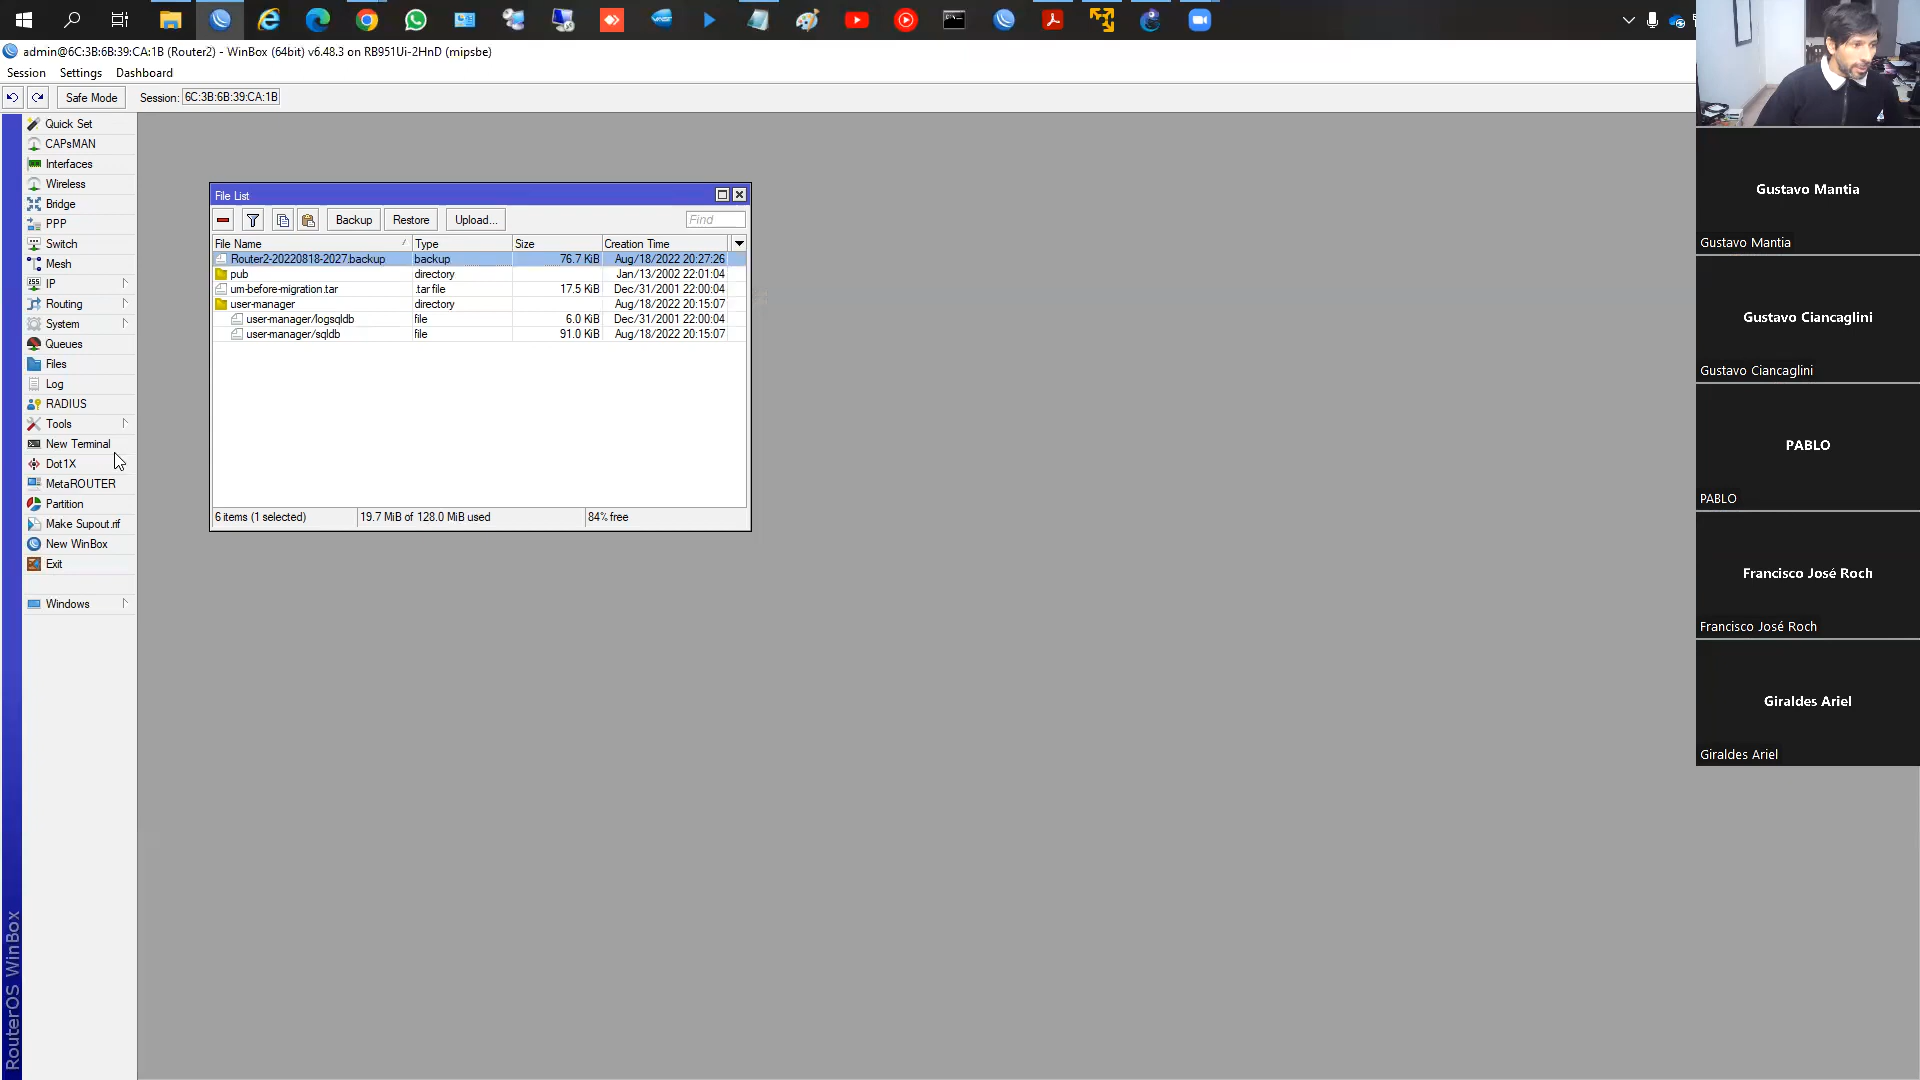 admin@6C:3B:6B:39:CA:1B (Router2) - WinBox (64bit) v6.48.3 on RB951Ui-2HnD (mipsbe)
Session Settings Dashboard
Safe Mode Session: 6C:3B:6B:39:CA:1B
Quick Set
CAPsMAN
Interfaces
Wireless
Bridge
PPP
Switch
Mesh
IP
Routing
System
Queues
Files
Log
RADIUS
Tools
New Terminal
Dot1X
MetaROUTER
Partition
Make Supout.rif
New WinBox
Exit
Windows
RouterOS WinBox
File List
Backup Restore Upload... Find
File Name Type Size Creation Time
Router2-20220818-2027.backup backup 76.7 KiB Aug/18/2022 20:27:26
pub directory Jan/13/2002 22:01:04
um-before-migration.tar .tar file 17.5 KiB Dec/31/2001 22:00:04
user-manager directory Aug/18/2022 20:15:07
user-manager/logsqldb file 6.0 KiB Dec/31/2001 22:00:04
user-manager/sqldb file 91.0 KiB Aug/18/2022 20:15:07
6 items (1 selected) 19.7 MiB of 128.0 MiB used 84% free
Gustavo Mantia
Gustavo Mantia
Gustavo Ciancaglini
Gustavo Ciancaglini
PABLO
PABLO
Francisco José Roch
Francisco José Roch
Giraldes Ariel
Giraldes Ariel